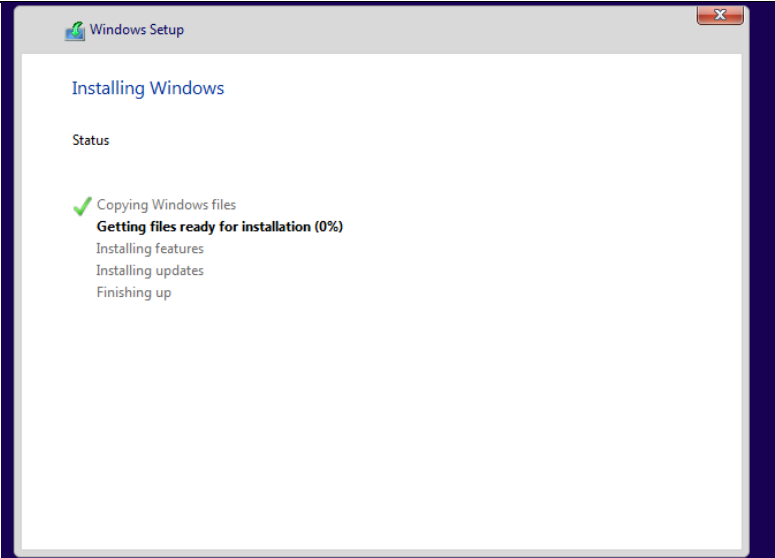 Windows Setup
Installing Windows
Status
Copying Windows files
Getting files ready for installation (0%)
Installing features
Installing updates
Finishing up